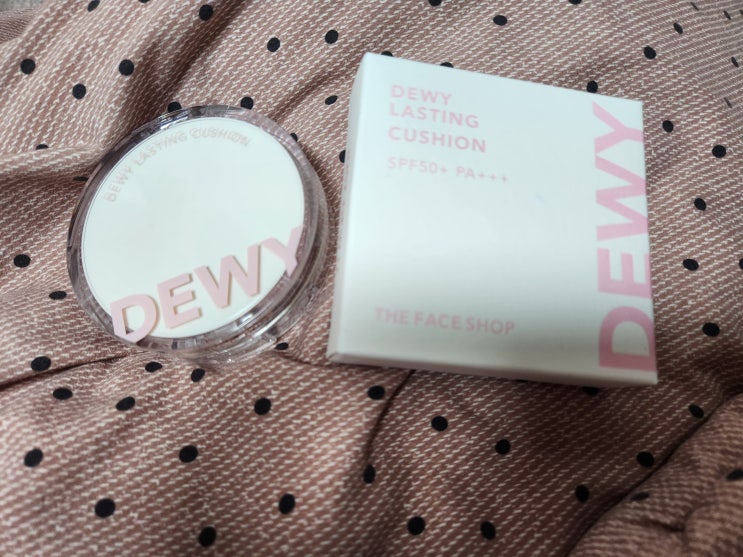 DEWY LASTING CUSHION
DEWY
DEWY
LASTING
CUSHION
SPF50+ PA+++
THE FACE SHOP
DEWY